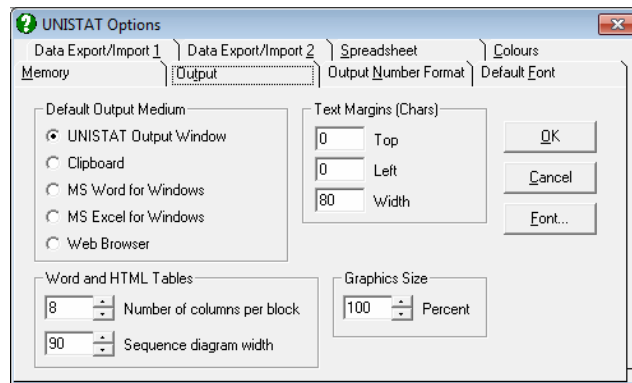 UNISTAT Options
Data Export/Import 1 Data Export/Import 2 Spreadsheet Colours
Memory Output Output Number Format Default Font
Default Output Medium
UNISTAT Output Window
Clipboard
MS Word for Windows
MS Excel for Windows
Web Browser
Text Margins (Chars)
0 Top
0 Left
80 Width
OK
Cancel
Font...
Word and HTML Tables
8 Number of columns per block
90 Sequence diagram width
Graphics Size
100 Percent